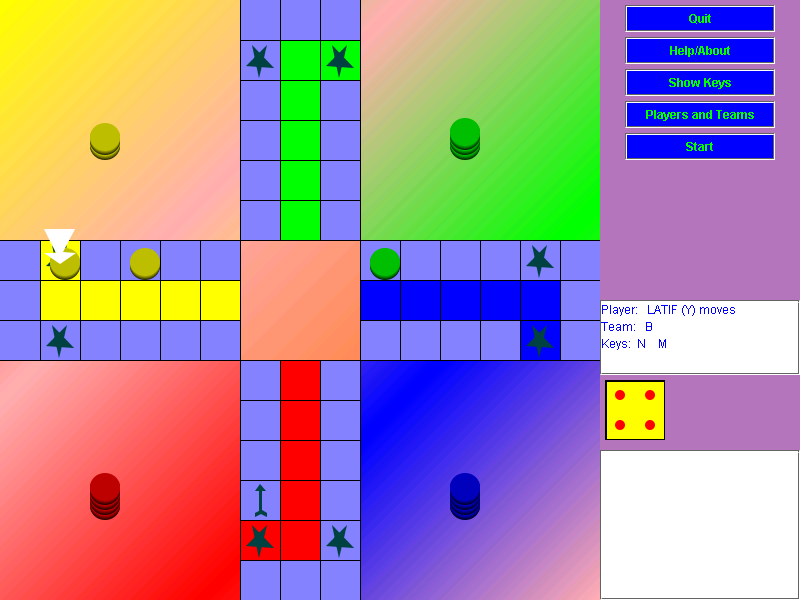 Quit
Help/About
Show Keys
Players and Teams
Start
Player: LATIF (Y) moves
Team: B
Keys: N M